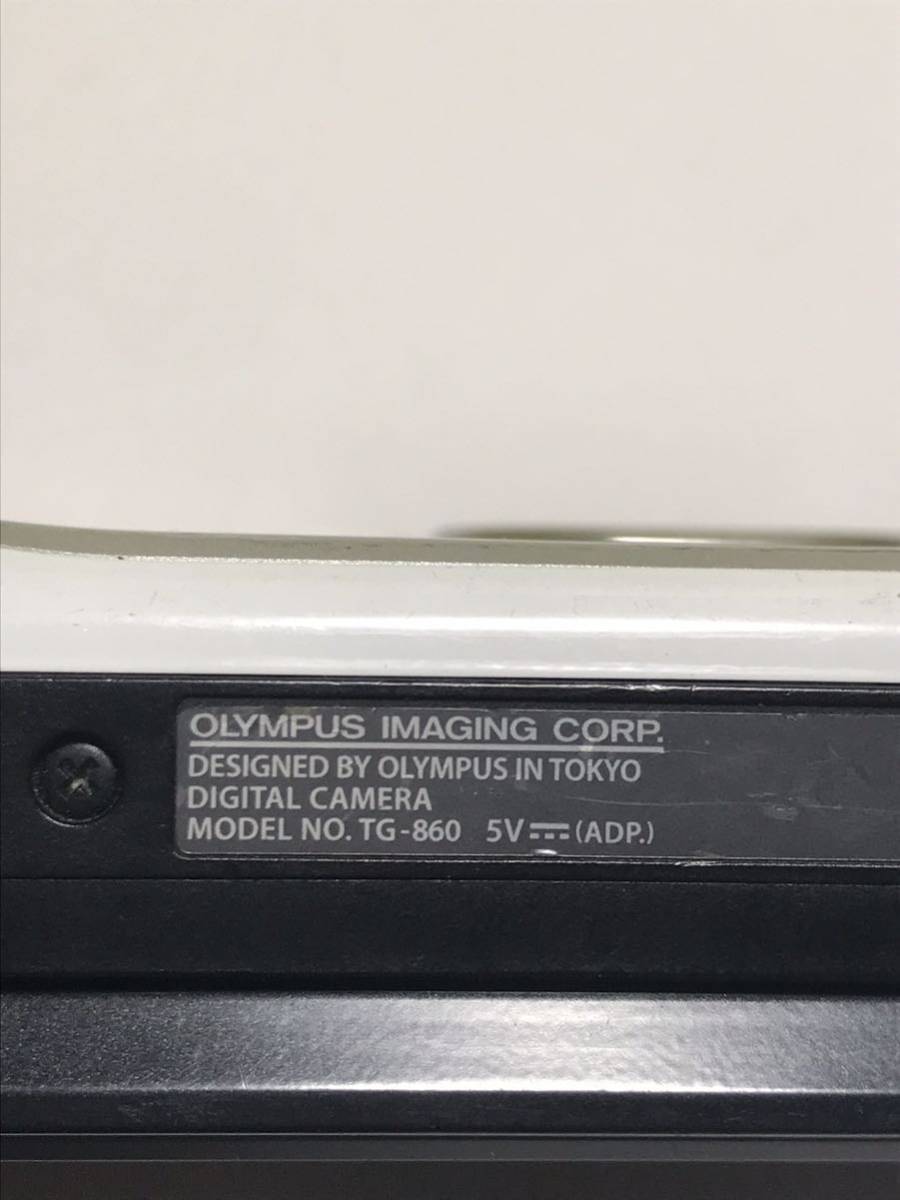 OLYMPUS IMAGING CORP.
DESIGNED BY OLYMPUS IN TOKYO
DIGITAL CAMERA
MODEL NO. TG-860 5V⎓(ADP.)